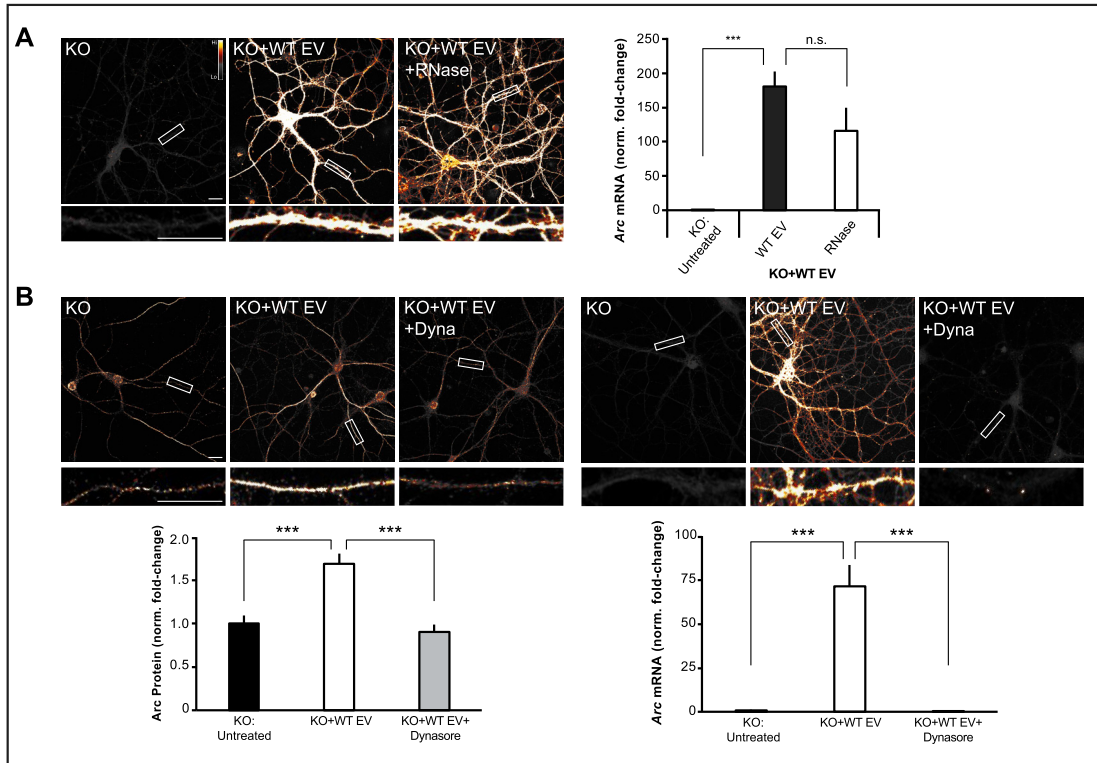 A
KO
Hi
Lo
KO+WT EV
KO+WT EV
+RNase
Arc mRNA (norm. fold-change)
250
200
150
100
50
0
***
n.s.
KO:
Untreated
WT EV
RNase
KO+WT EV
B
KO
KO+WT EV
KO+WT EV
+Dyna
KO
KO+WT EV
KO+WT EV
+Dyna
Arc Protein (norm. fold-change)
2.0
1.5
1.0
0.5
0
***
***
KO:
Untreated
KO+WT EV
KO+WT EV+
Dynasore
Arc mRNA (norm. fold-change)
100
75
50
25
0
***
***
KO:
Untreated
KO+WT EV
KO+WT EV+
Dynasore